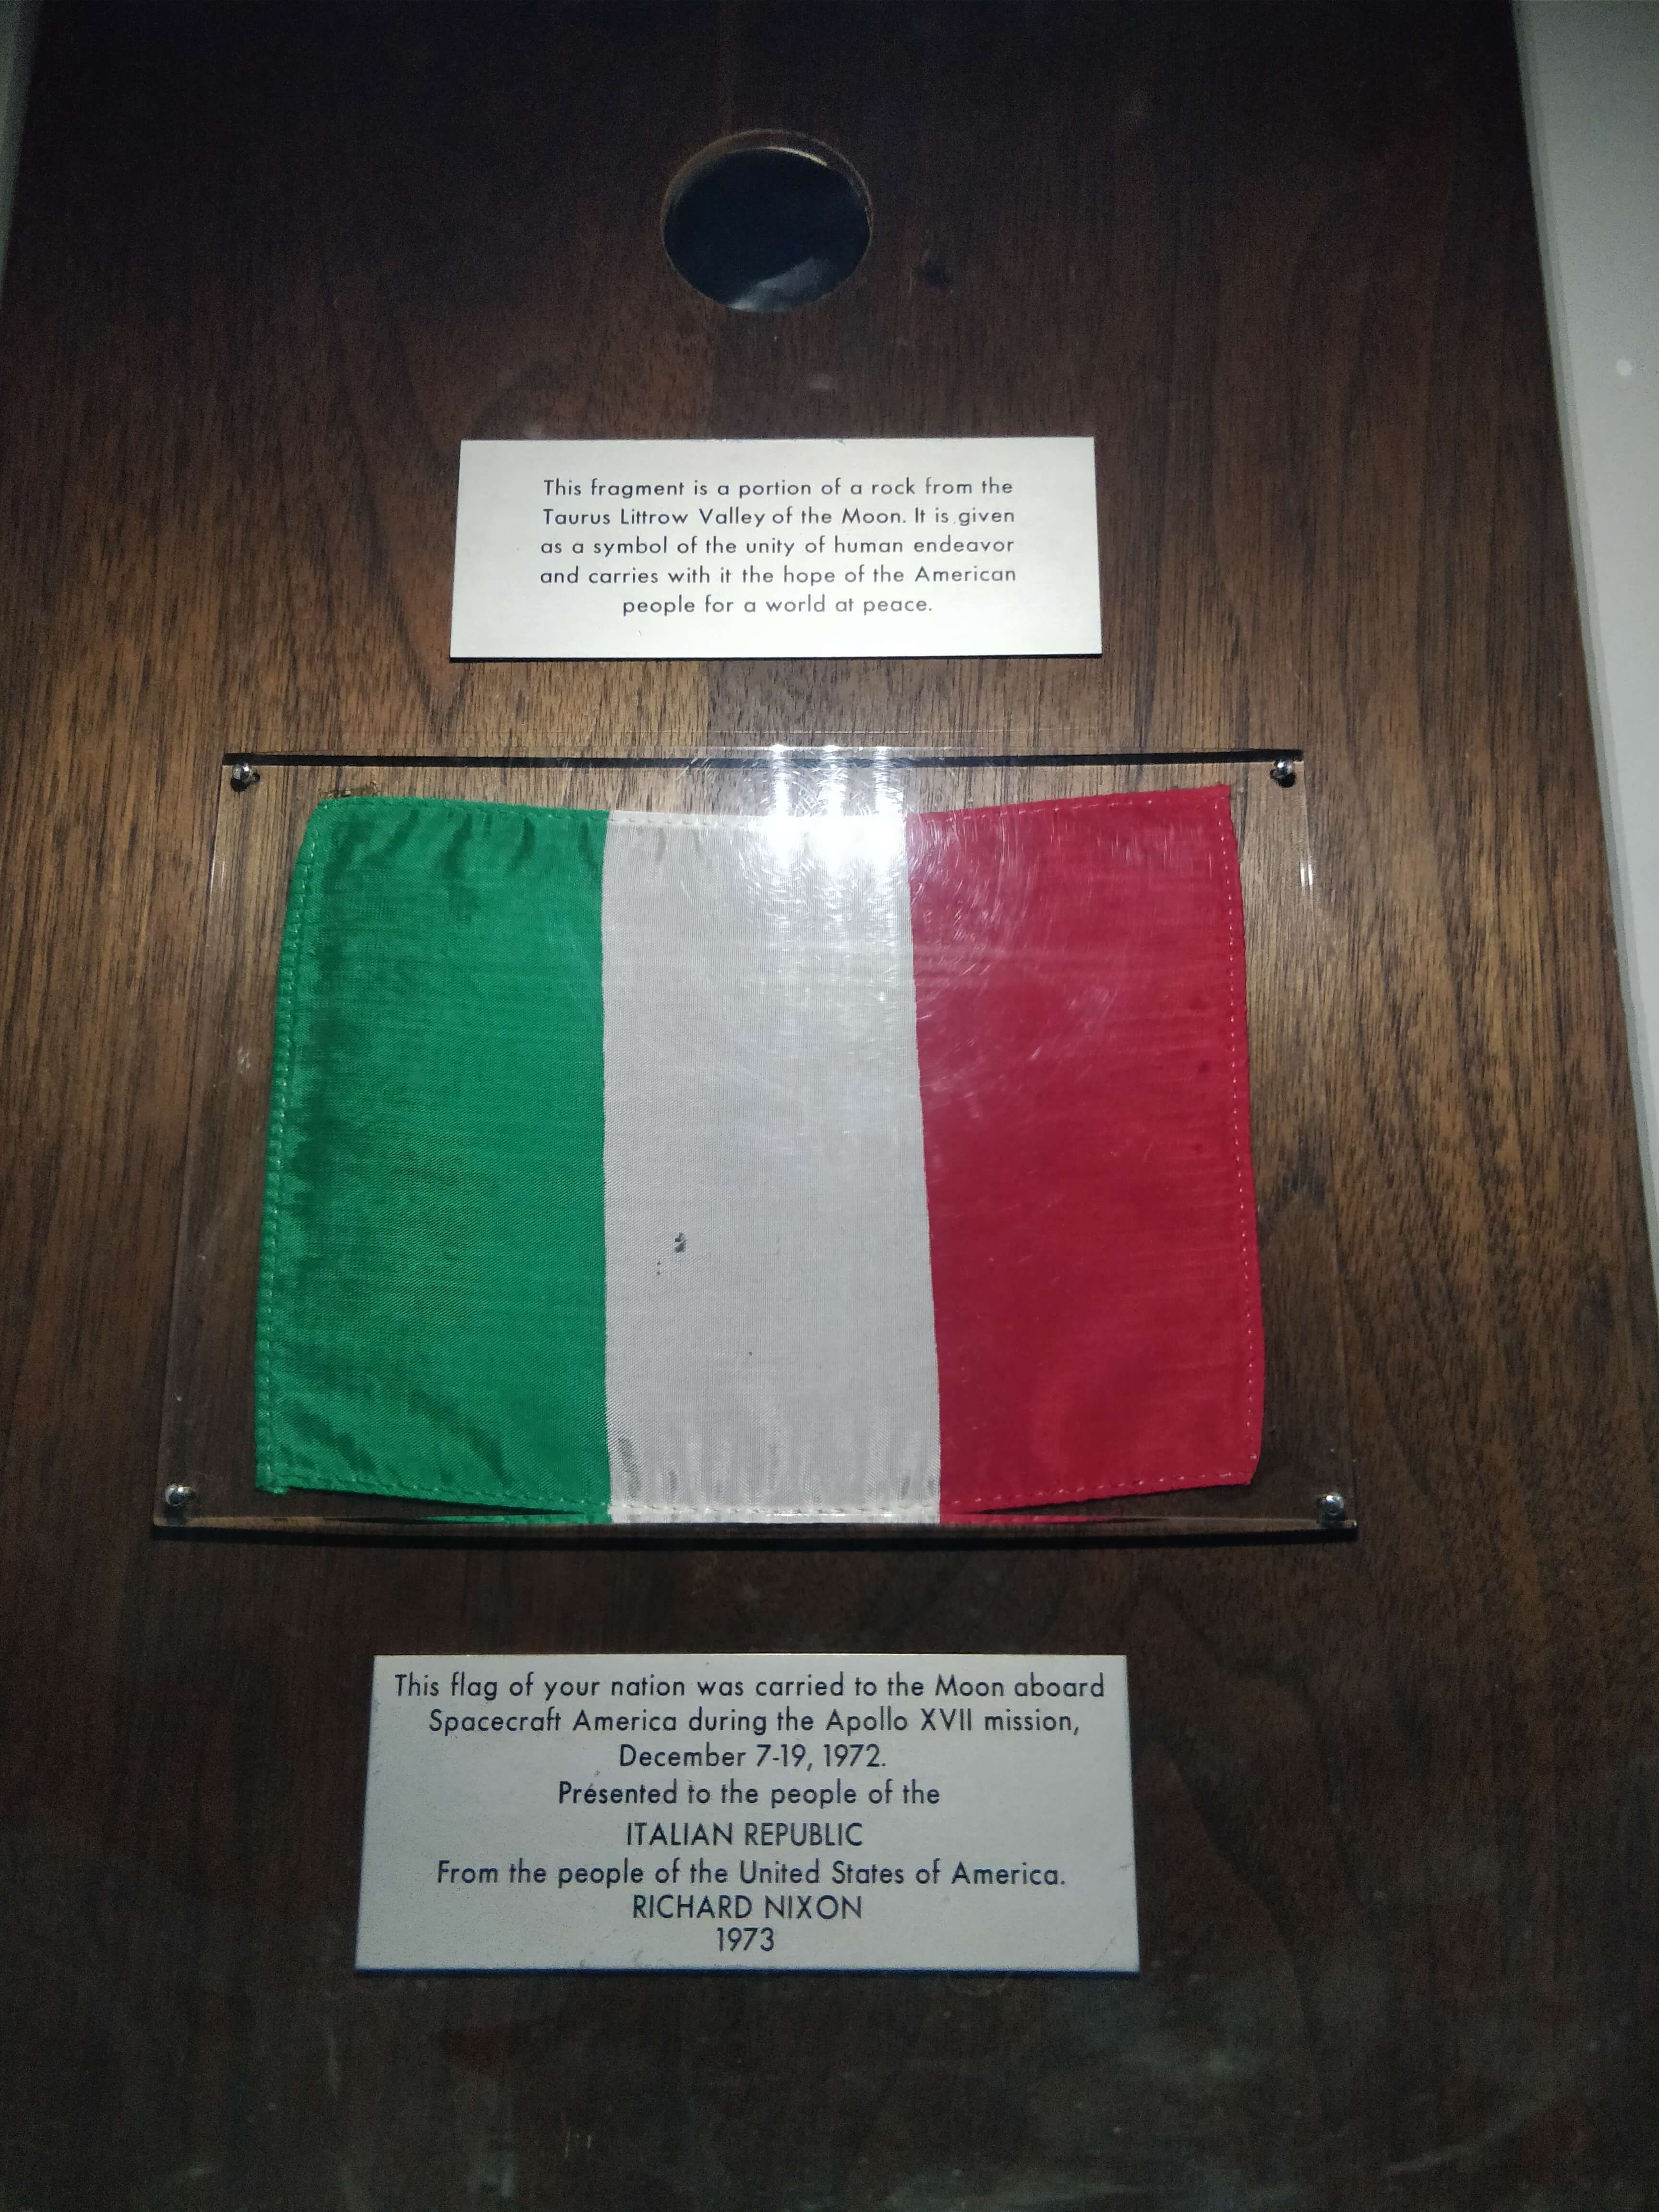 This fragment is a portion of a rock from the
Taurus Littrow Valley of the Moon. It is given
as a symbol of the unity of human endeavor
and carries with it the hope of the American
people for a world at peace.
This flag of your nation was carried to the Moon aboard
Spacecraft America during the Apollo XVII mission,
December 7-19, 1972.
Presented to the people of the
ITALIAN REPUBLIC
From the people of the United States of America.
RICHARD NIXON
1973